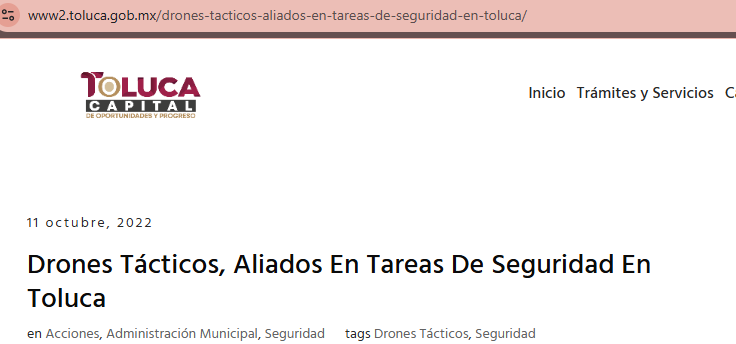 www2.toluca.gob.mx/drones-tacticos-aliados-en-tareas-de-seguridad-en-toluca/
TOLUCA
CAPITAL
DE OPORTUNIDADES Y PROGRESO
Inicio Trámites y Servicios
11 octubre, 2022
Drones Tácticos, Aliados En Tareas De Seguridad En
Toluca
en Acciones, Administración Municipal, Seguridad tags Drones Tácticos, Seguridad